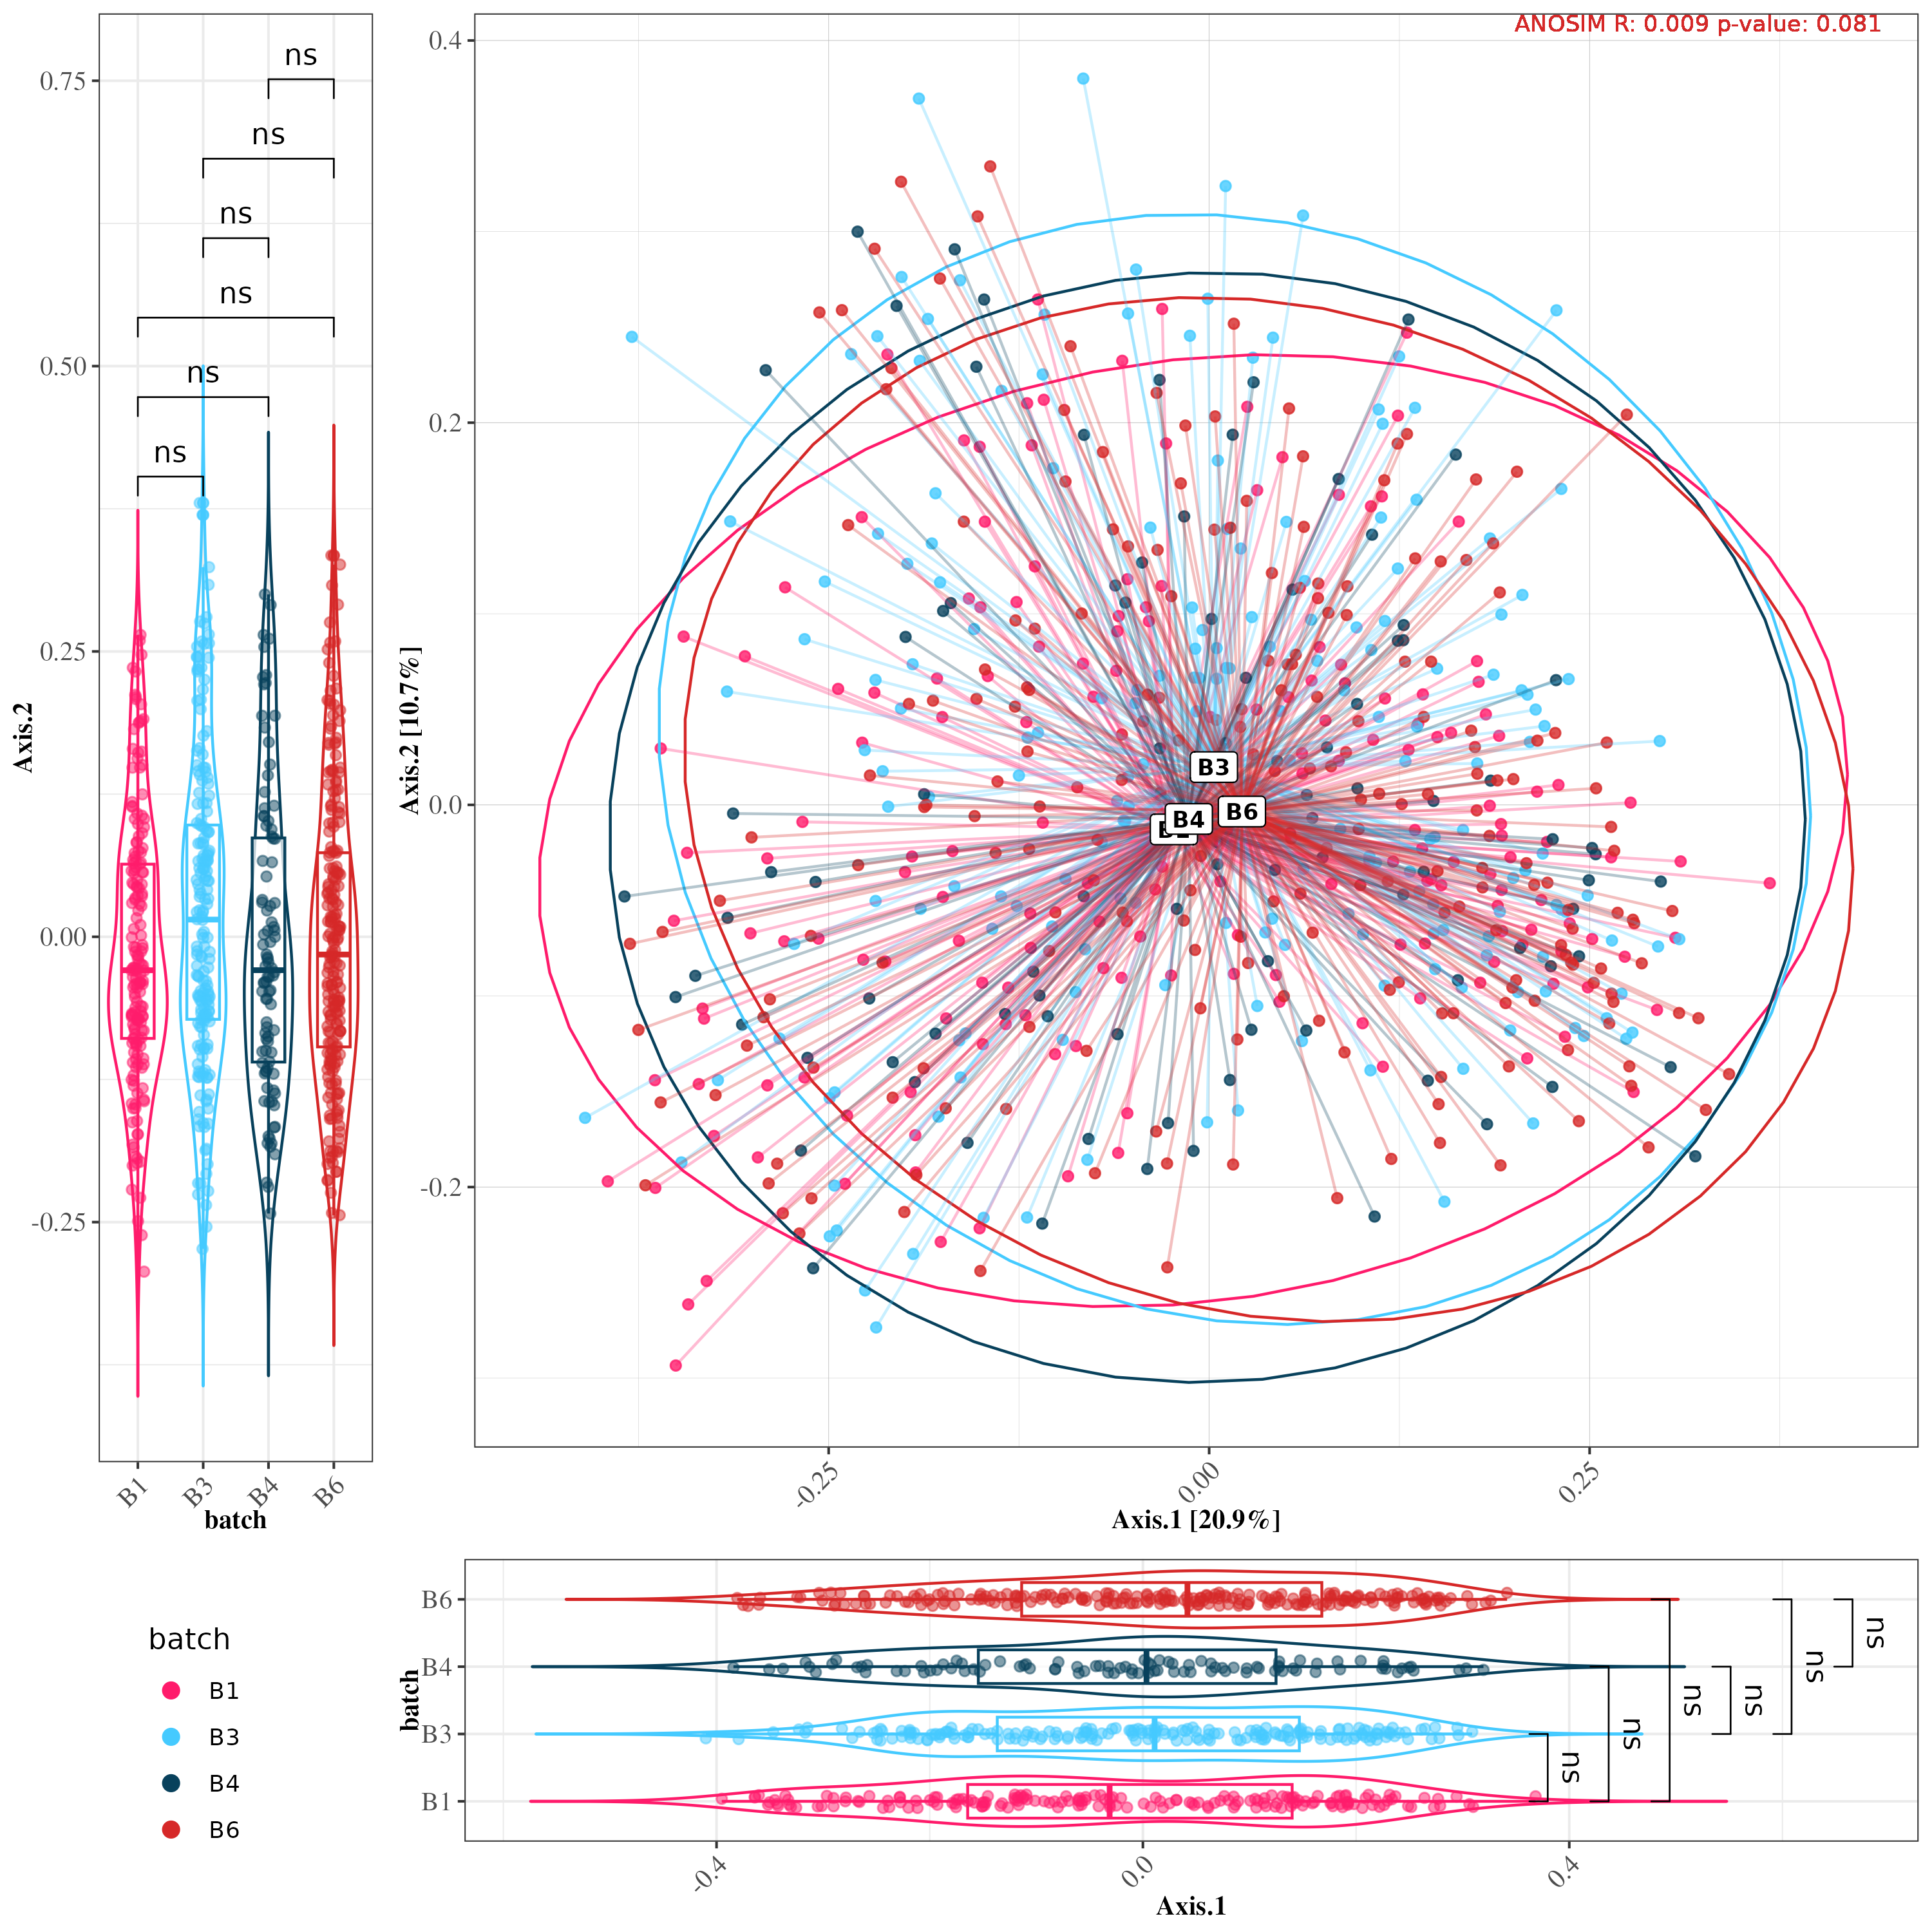 ANOSIM R: 0.009 p-value: 0.081
ns
ns
ns
ns
ns
ns
0.75
0.50
0.25
0.00
-0.25
Axis.2
B1
B3
B4
B6
batch
0.4
0.2
0.0
-0.2
Axis.2 [10.7%]
B3
B6
B4
-0.25
0.00
0.25
Axis.1 [20.9%]
batch
B1
B3
B4
B6
B6
B4
B3
B1
batch
ns
ns
ns
ns
ns
ns
-0.4
0.0
0.4
Axis.1